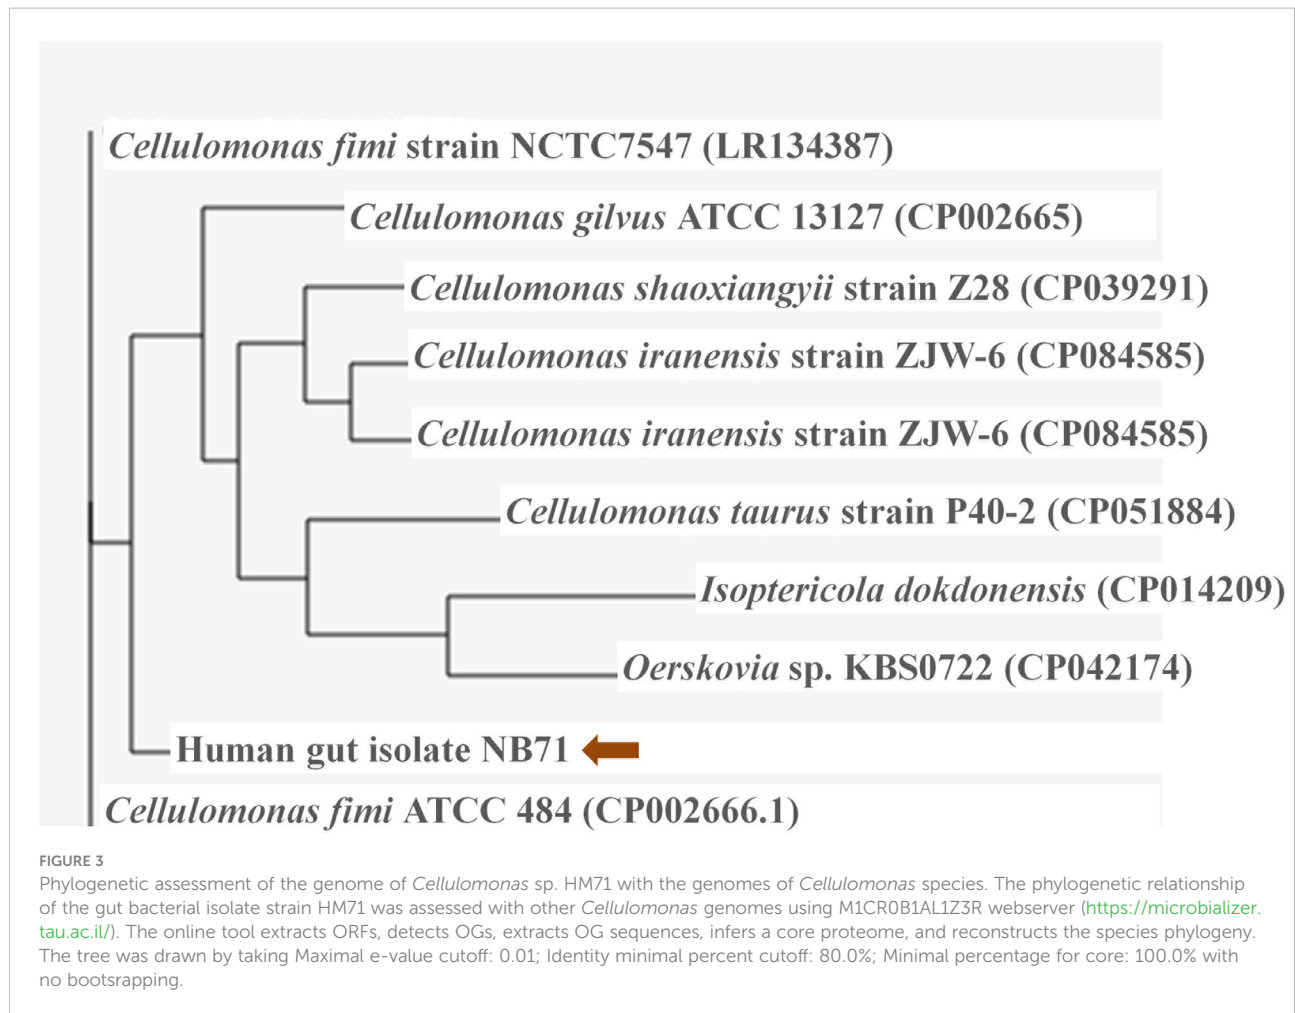 Cellulomonas fimi strain NCTC7547 (LR134387)
Cellulomonas gilvus ATCC 13127 (CP002665)
Cellulomonas shaoxiangyii strain Z28 (CP039291)
Cellulomonas iranensis strain ZJW-6 (CP084585)
Cellulomonas iranensis strain ZJW-6 (CP084585)
Cellulomonas taurus strain P40-2 (CP051884)
Isoptericola dokdonensis (CP014209)
Oerskovia sp. KBS0722 (CP042174)
Human gut isolate NB71
Cellulomonas fimi ATCC 484 (CP002666.1)
FIGURE 3
Phylogenetic assessment of the genome of Cellulomonas sp. HM71 with the genomes of Cellulomonas species. The phylogenetic relationship
of the gut bacterial isolate strain HM71 was assessed with other Cellulomonas genomes using M1CR0B1AL1Z3R webserver (https://microbializer.
tau.ac.il/). The online tool extracts ORFs, detects OGs, extracts OG sequences, infers a core proteome, and reconstructs the species phylogeny.
The tree was drawn by taking Maximal e-value cutoff: 0.01; Identity minimal percent cutoff: 80.0%; Minimal percentage for core: 100.0% with
no bootsrapping.